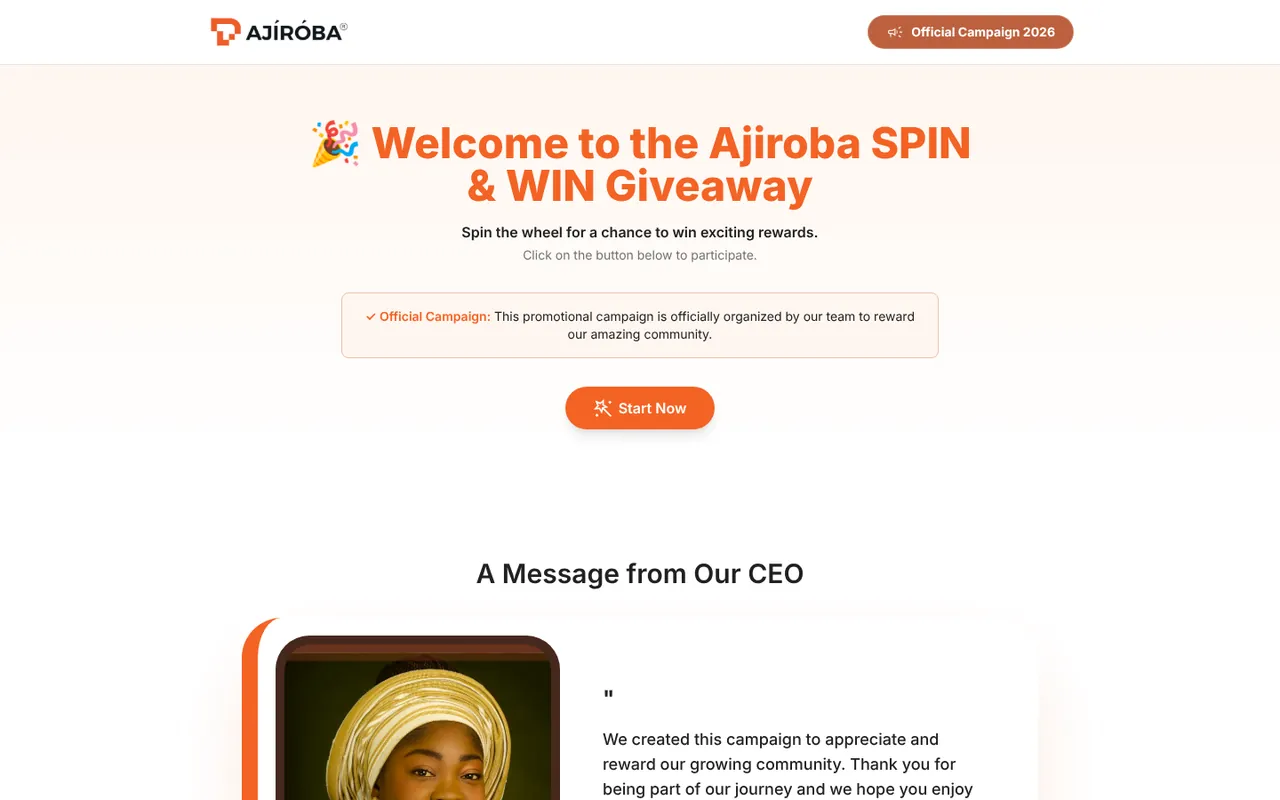 AJÍRÓBA®
Official Campaign 2026
🎉 Welcome to the Ajiroba SPIN
& WIN Giveaway
Spin the wheel for a chance to win exciting rewards.
Click on the button below to participate.
✓ Official Campaign: This promotional campaign is officially organized by our team to reward
our amazing community.
Start Now
A Message from Our CEO
"
We created this campaign to appreciate and
reward our growing community. Thank you for
being part of our journey and we hope you enjoy